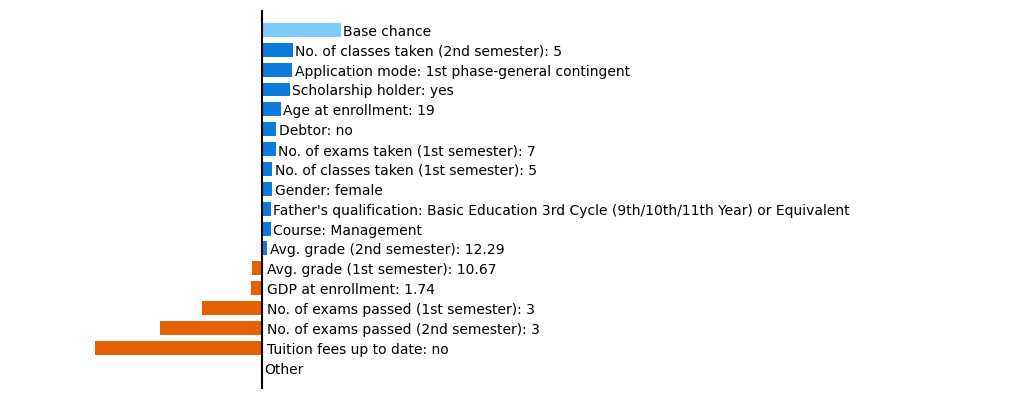 Base chance
No. of classes taken (2nd semester): 5
Application mode: 1st phase-general contingent
Scholarship holder: yes
Age at enrollment: 19
Debtor: no
No. of exams taken (1st semester): 7
No. of classes taken (1st semester): 5
Gender: female
Father's qualification: Basic Education 3rd Cycle (9th/10th/11th Year) or Equivalent
Course: Management
Avg. grade (2nd semester): 12.29
Avg. grade (1st semester): 10.67
GDP at enrollment: 1.74
No. of exams passed (1st semester): 3
No. of exams passed (2nd semester): 3
Tuition fees up to date: no
Other